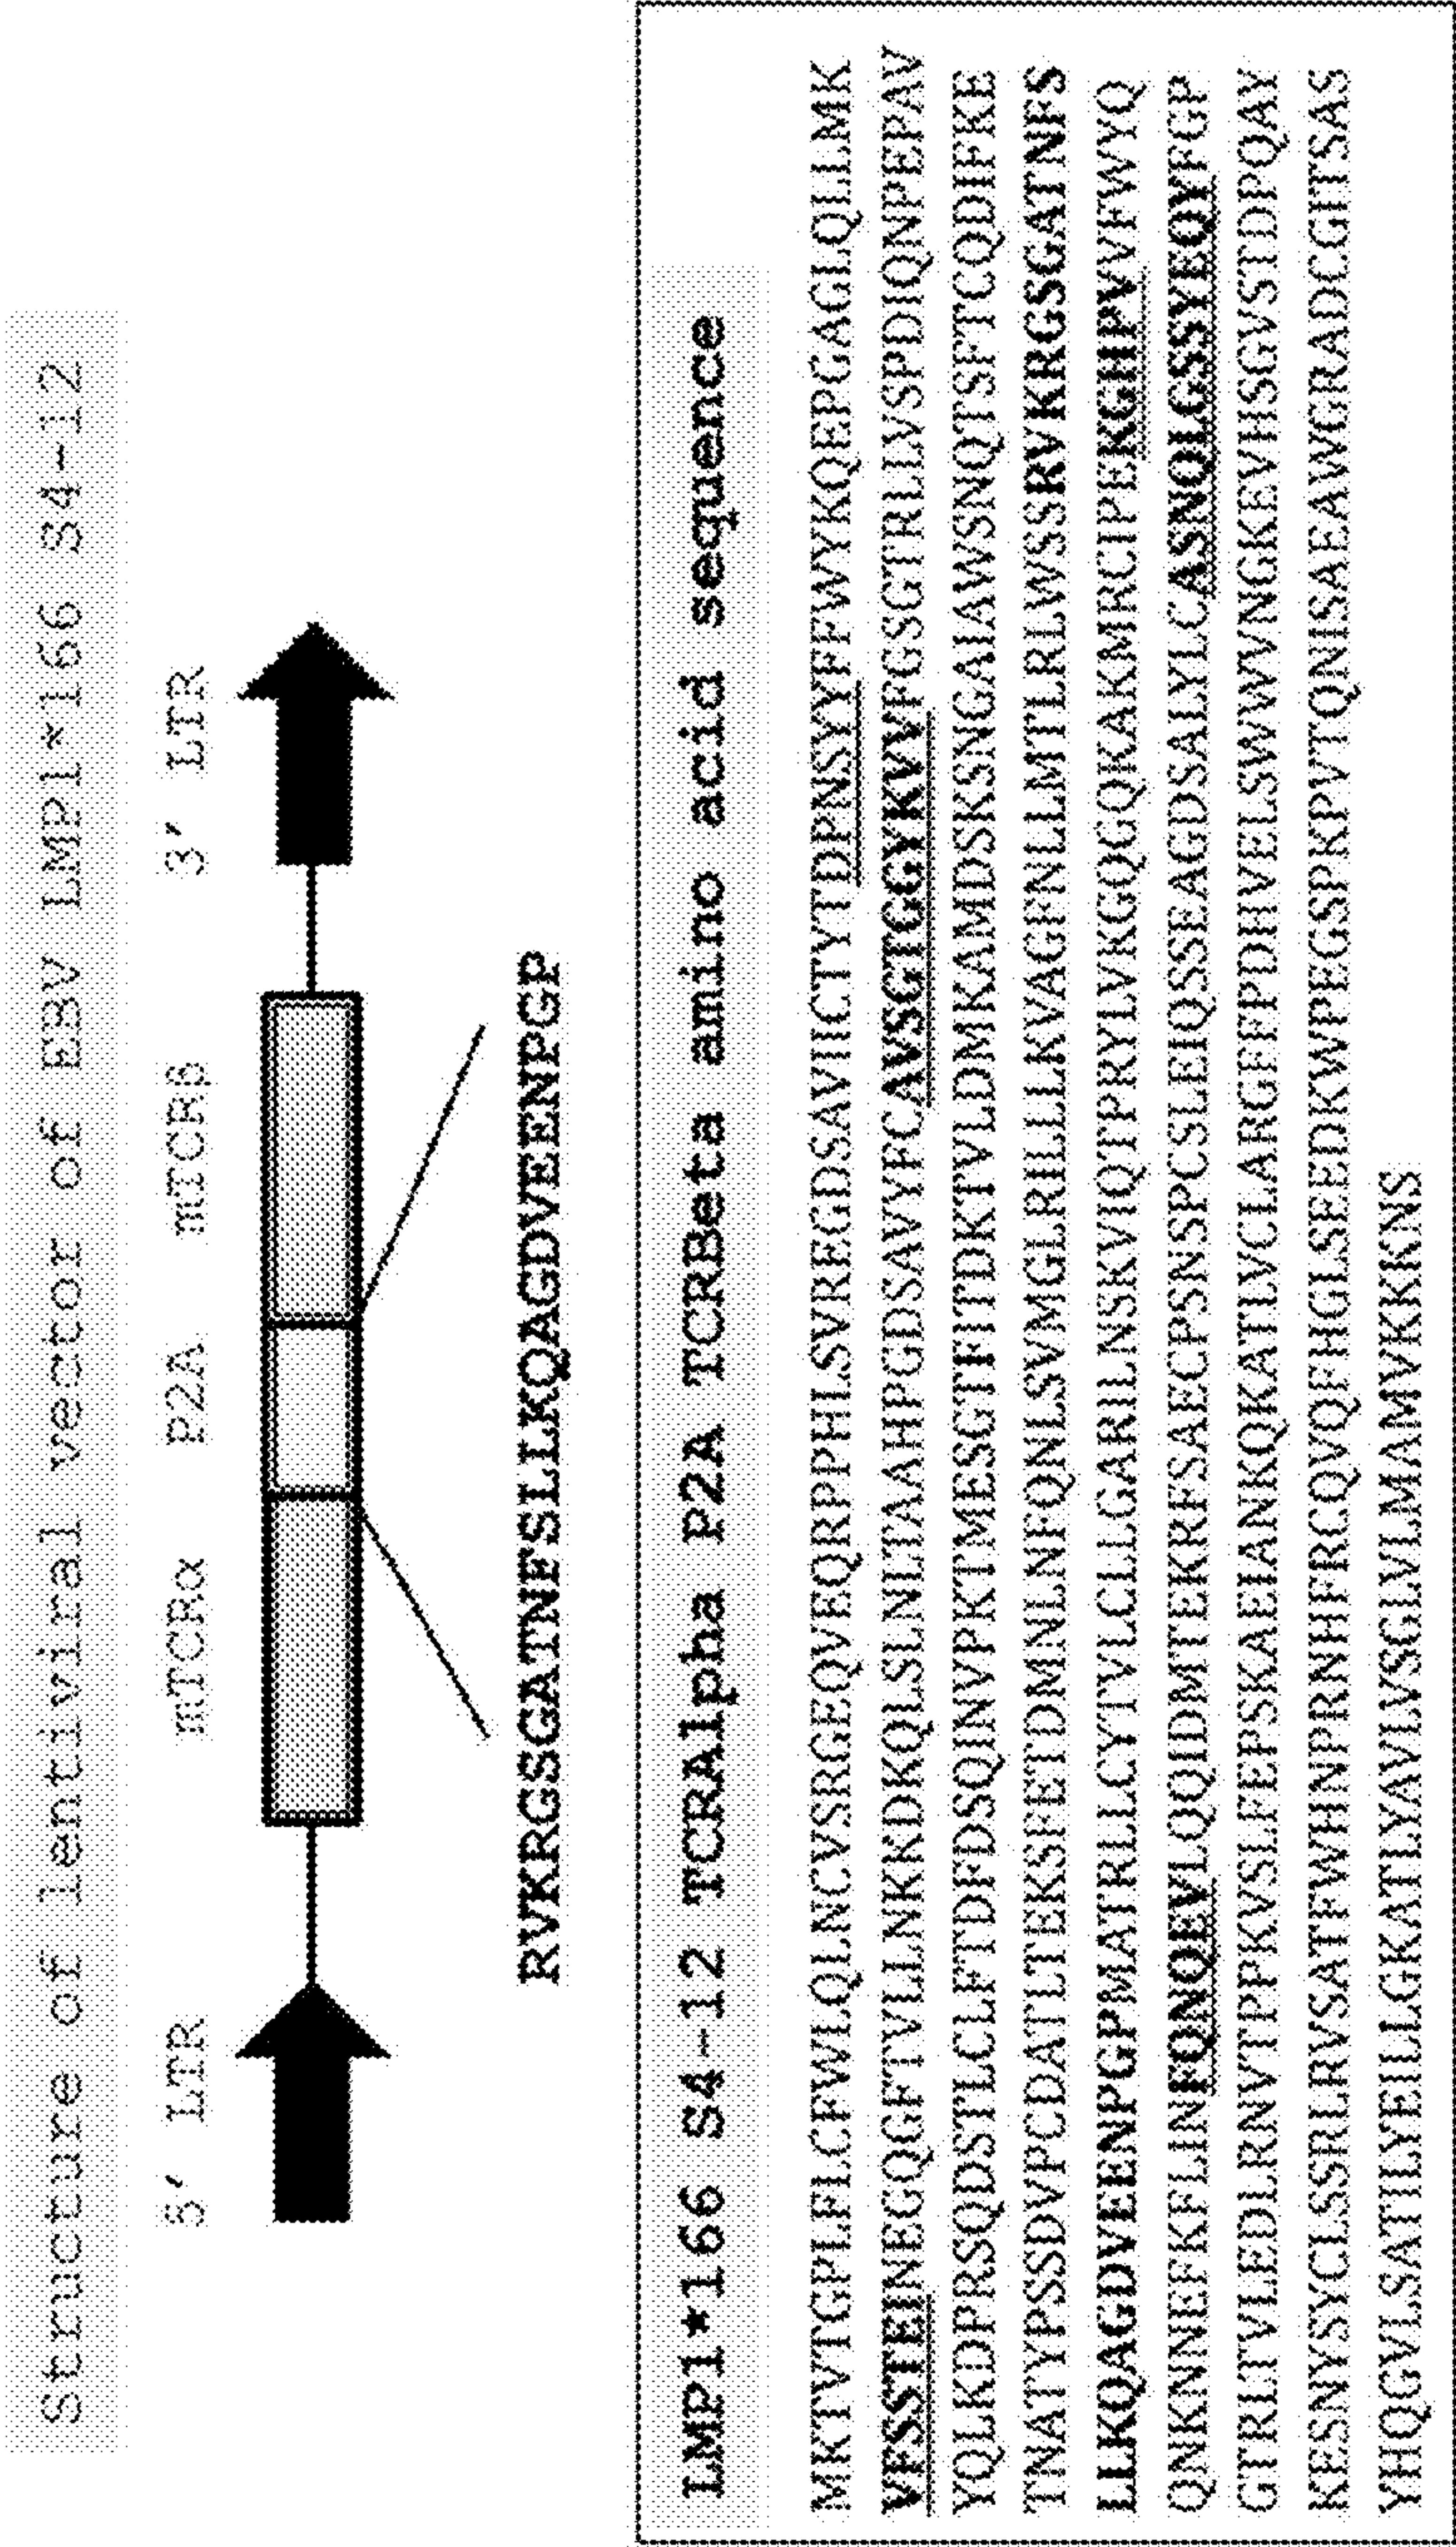 Structure of lentiviral vector of EBV LMP1*166 S4-12
5' LTR mTCRα P2A mTCRβ 3' LTR
RVKRGSGATNFSLLKQAGDVEENPGP
LMP1*166 S4-12 TCRAlpha P2A TCRBeta amino acid sequence
MKTVTGPLFLCFWLQLNCVSRGEQVEQRPPHLSVREGDSAVIICTYTDPNSYYFFWYKQEPGAGLQLLMK
VFSSTEINEGQGFTVLLNKKDKQLSLNLTAAHPGDSAVYFCAVSGTGGYKVVFGSGTRLLVSPDIQNPEPAV
YQLKDPRSQDSTLCLFTDFDSQINVPKTMESGTFITDKTVLDMKAMDSKSNGAIAWSNQTSFTCQDIFKE
TNATYPSSDVPCDATLTEKSFETDMNLNFQNLSVMGLRILLLKVAGFNLLMTLRLWSSRVKRGSGATNFS
LLKQAGDVEENPGPMATRLLCYTVLCLLGARILNSKVIQTPRYLVKGQGQKAKMRCIPEKGHPVVFWYQ
QNKNNEFKFLINFQNQEVLQQIDMTEKRFSAECPSNSPCSLEIQSSEAGDSALYLCASNQLGSSYEQYFGP
GTRLTVLEDLRNVTPPKVSLFEPSKAEIANKQKATLVCLARGFFPDHVELSWWVNGKEVHSGVSTDPQAY
KESNYSYCLSSRLRVSATFWHNPRNHFRCQVQFHGLSEEDKWPEGSPKPVTQNISAEAWGRADCGITSAS
YHQGVLSATILYEILLGKATLYAVLVSGLVLMAMVKKKNS